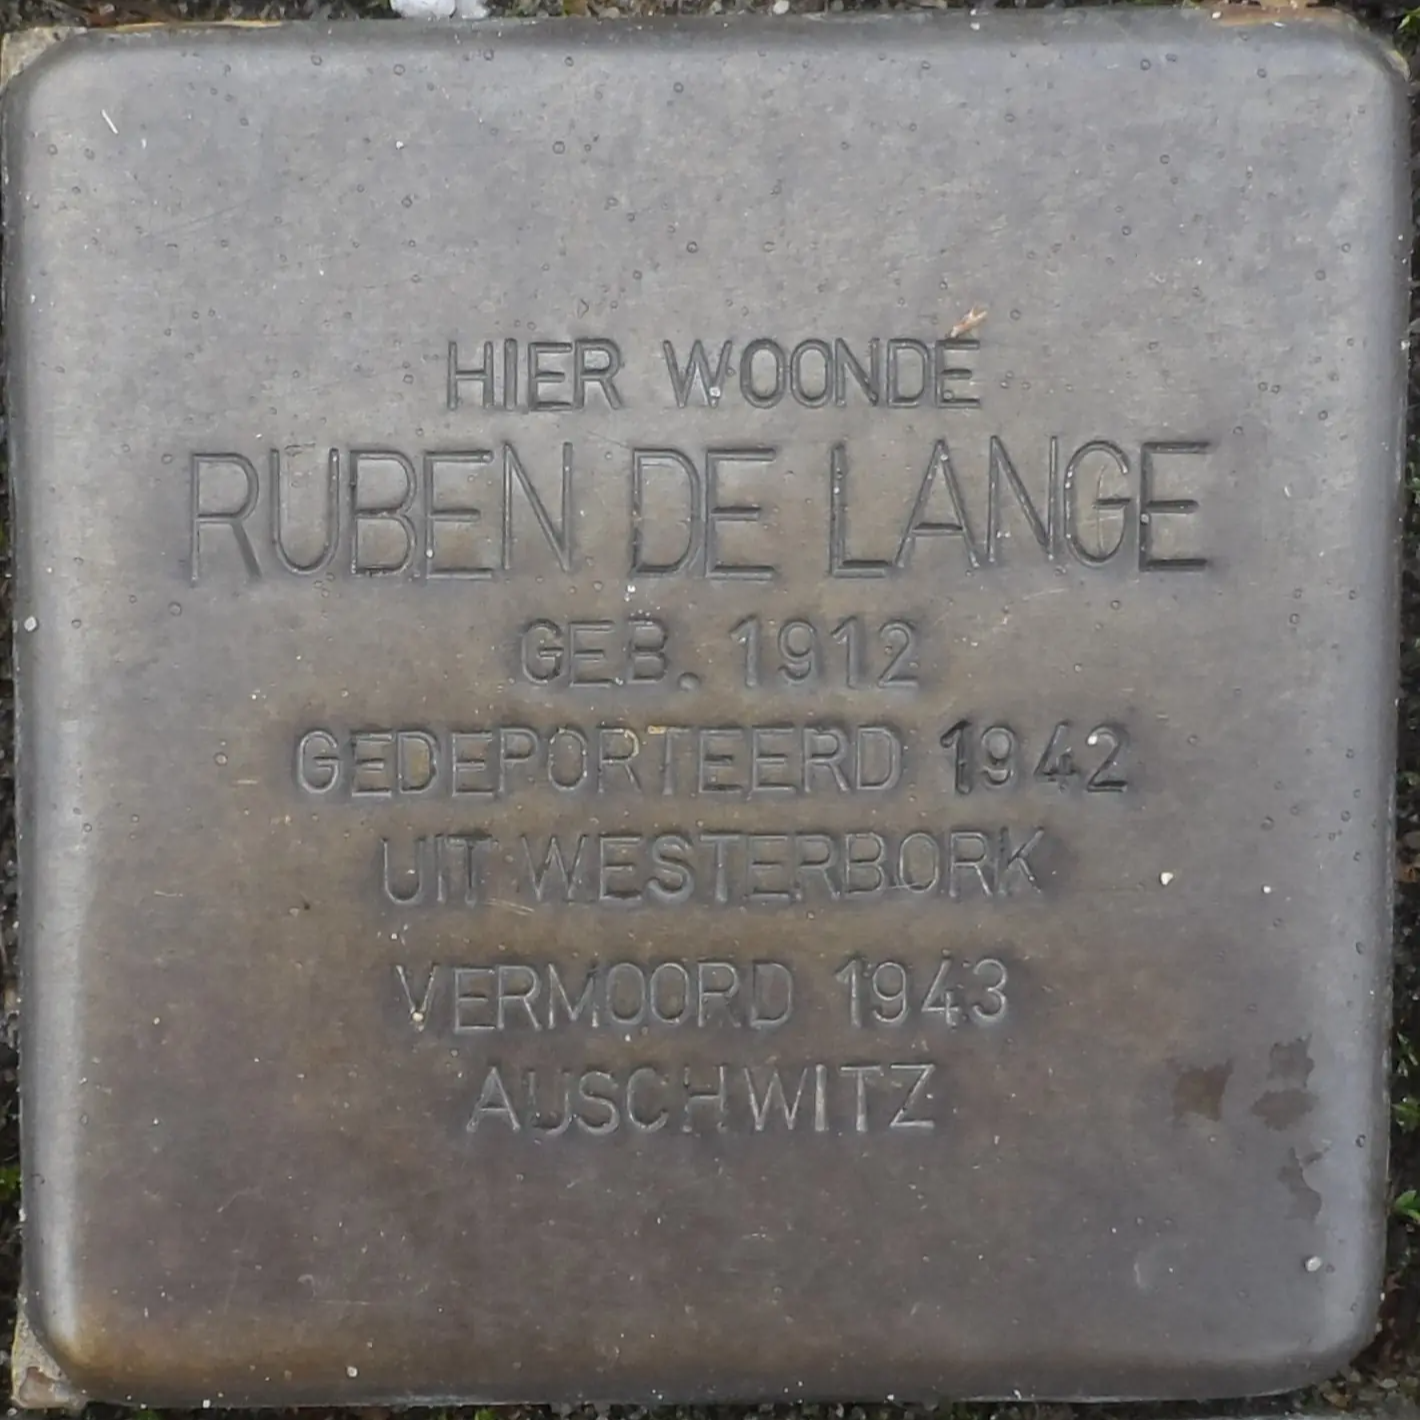 HIER WOONDE
RUBEN DE LANGE
GEB. 1912
GEDEPORTEERD 1942
UIT WESTERBORK
VERMOORD 1943
AUSCHWITZ